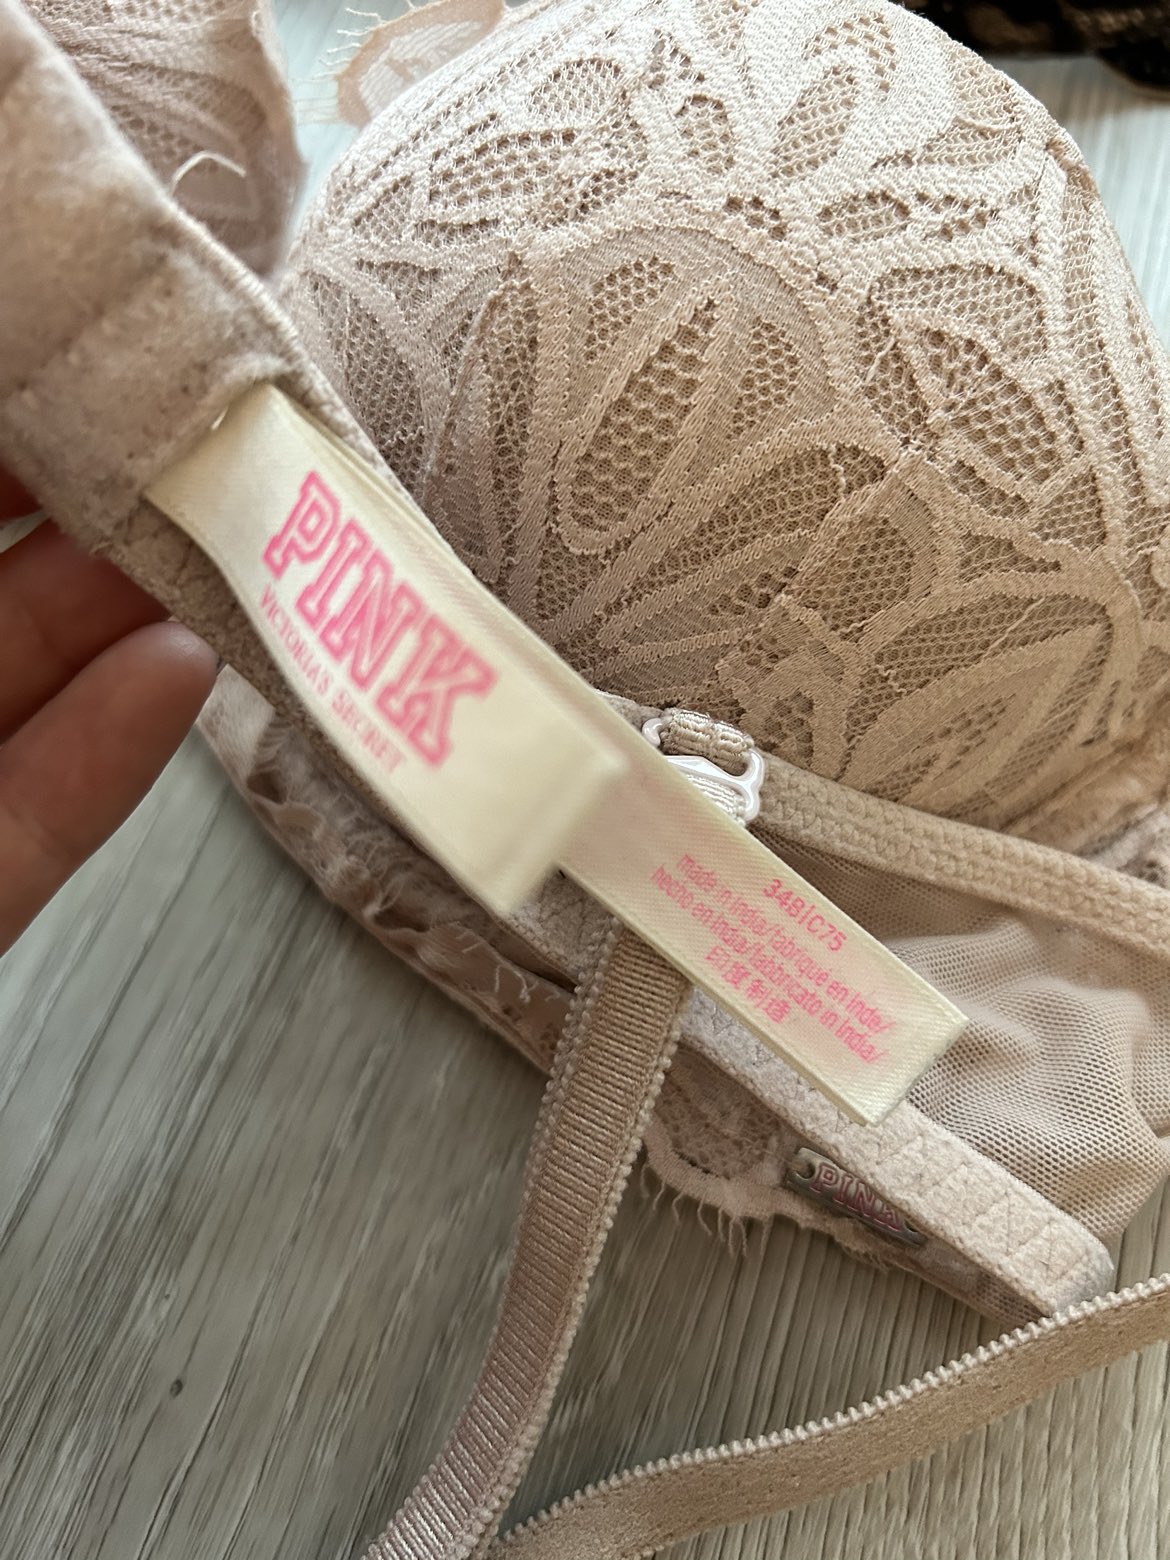 PINK
VICTORIA'S SECRET
34B|C75
made in India/fabriqué en Inde/
hecho en India/fabbricato in India/
印度制造
PINK